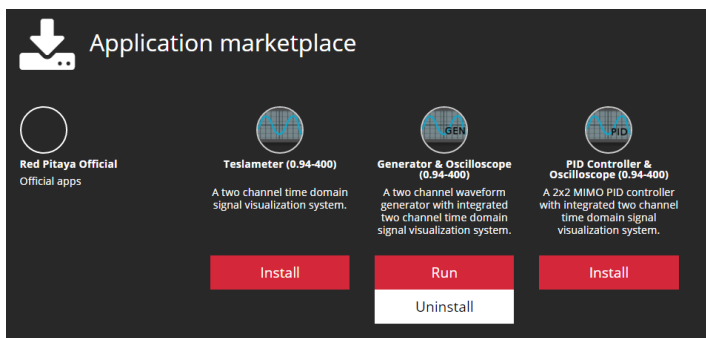 Application marketplace
Red Pitaya Official
Official apps
Teslameter (0.94-400)
A two channel time domain
signal visualization system.
Install
GEN
Generator & Oscilloscope
(0.94-400)
A two channel waveform
generator with integrated
two channel time domain
signal visualization system.
Run
Uninstall
PID
PID Controller &
Oscilloscope (0.94-400)
A 2x2 MIMO PID controller
with integrated two channel
time domain signal
visualization system.
Install